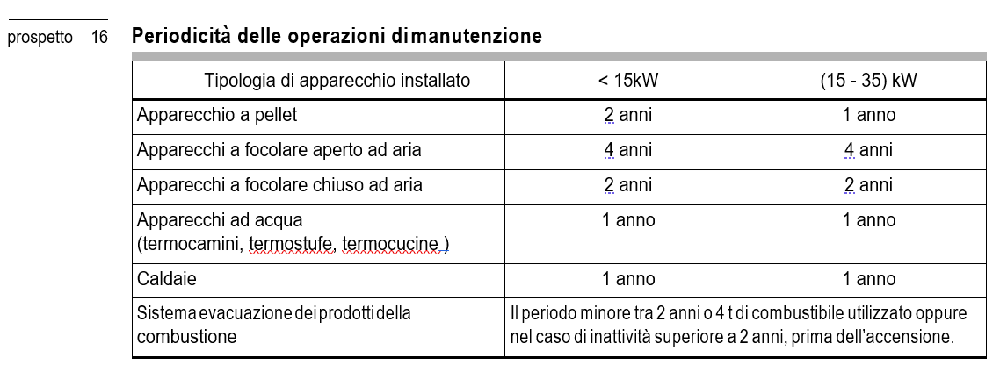 prospetto 16 Periodicità delle operazioni di manutenzione
Tipologia di apparecchio installato < 15kW (15 - 35) kW
Apparecchio a pellet 2 anni 1 anno
Apparecchi a focolare aperto ad aria 4 anni 4 anni
Apparecchi a focolare chiuso ad aria 2 anni 2 anni
Apparecchi ad acqua 1 anno 1 anno
(termocamini, termostufe, termocucine,)
Caldaie 1 anno 1 anno
Sistema evacuazione dei prodotti della Il periodo minore tra 2 anni o 4 t di combustibile utilizzato oppure
combustione nel caso di inattività superiore a 2 anni, prima dell'accensione.